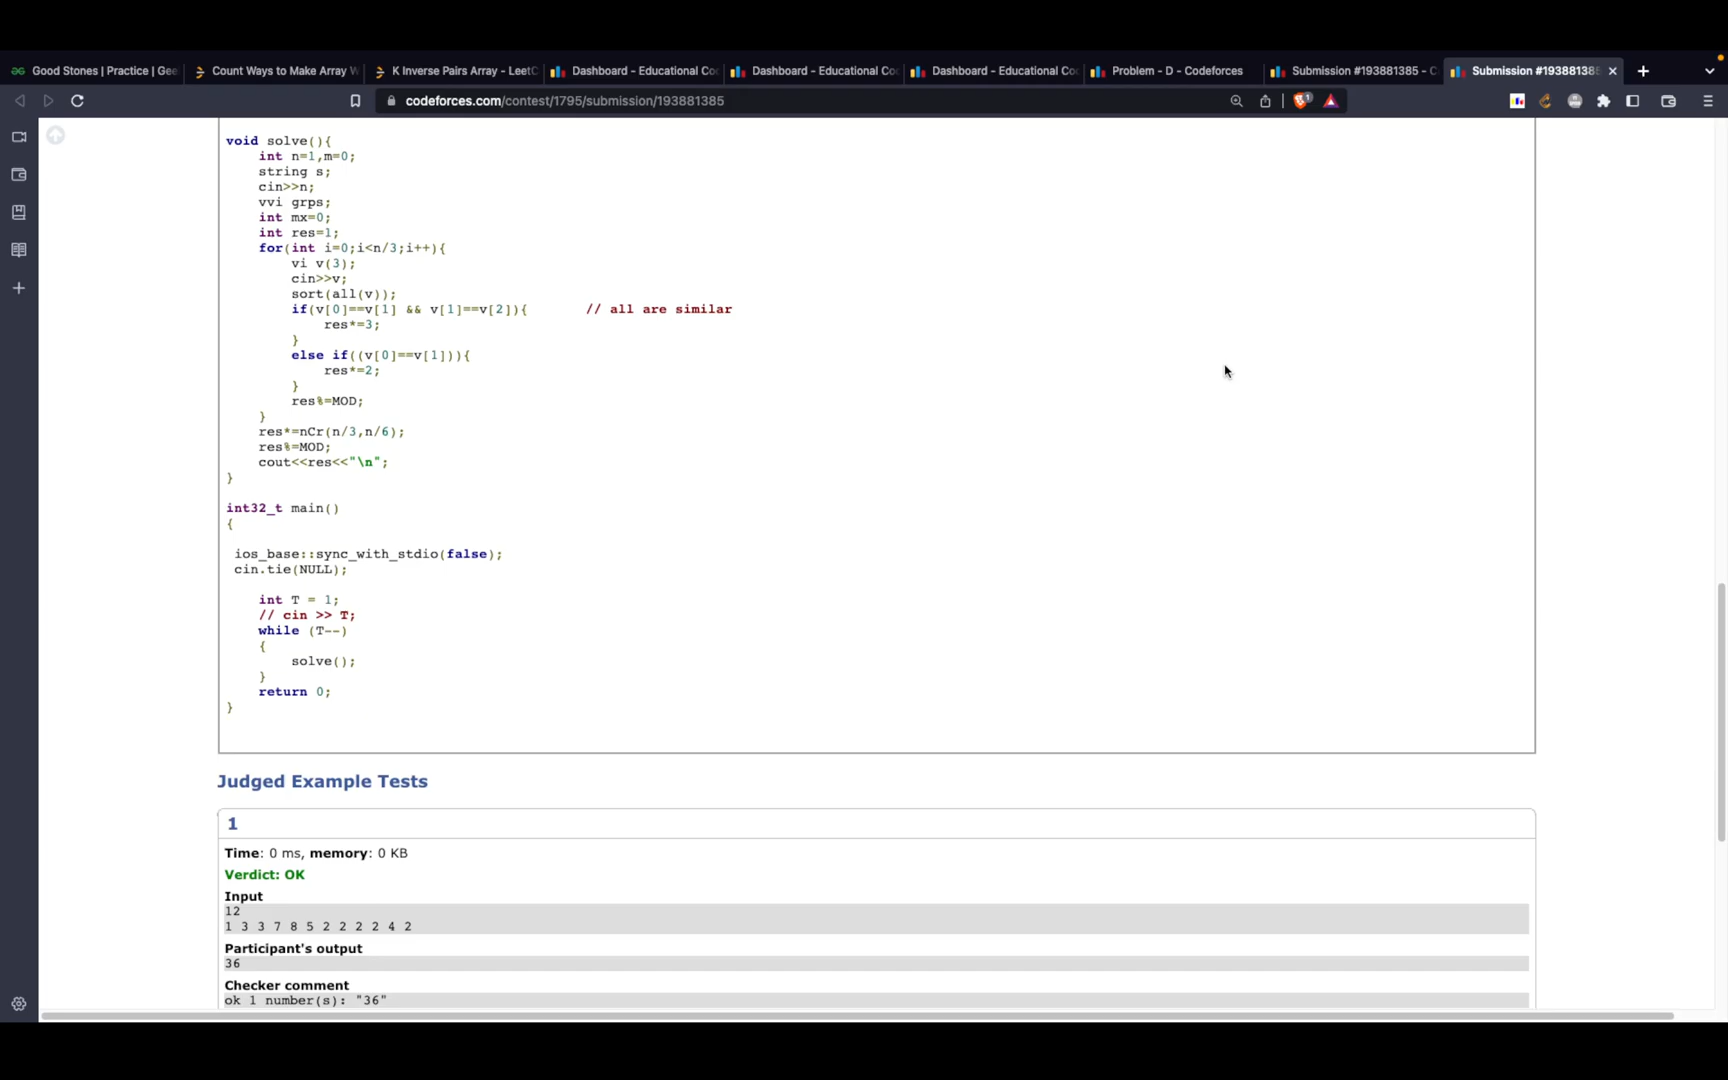 Good Stones | Practice | Gee
Count Ways to Make Array W
K Inverse Pairs Array - LeetC
Dashboard - Educational Coc
Dashboard - Educational Coc
Dashboard - Educational Coc
Problem - D - Codeforces
Submission #193881385 - C
Submission #193881385
codeforces.com/contest/1795/submission/193881385
void solve(){
    int n=1,m=0;
    string s;
    cin>>n;
    vvi grps;
    int mx=0;
    int res=1;
    for(int i=0;i<n/3;i++){
        vi v(3);
        cin>>v;
        sort(all(v));
        if(v[0]==v[1] && v[1]==v[2]){       // all are similar
            res*=3;
        }
        else if((v[0]==v[1])){
            res*=2;
        }
        res%=MOD;
    }
    res*=nCr(n/3,n/6);
    res%=MOD;
    cout<<res<<"\n";
}
int32_t main()
{
 ios_base::sync_with_stdio(false);
 cin.tie(NULL);
    int T = 1;
    // cin >> T;
    while (T--)
    {
        solve();
    }
    return 0;
}
Judged Example Tests
1
Time: 0 ms, memory: 0 KB
Verdict: OK
Input
12
1 3 3 7 8 5 2 2 2 2 4 2
Participant's output
36
Checker comment
ok 1 number(s): "36"